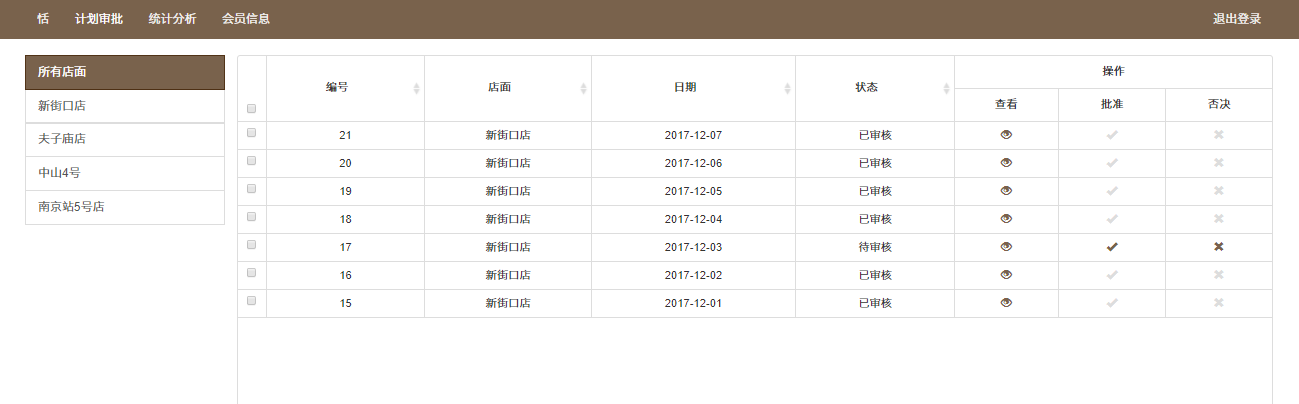 恬 计划审批 统计分析 会员信息 退出登录
所有店面
新街口店
夫子庙店
中山4号
南京站5号店
编号 店面 日期 状态 操作
查看 批准 否决
21 新街口店 2017-12-07 已审核
20 新街口店 2017-12-06 已审核
19 新街口店 2017-12-05 已审核
18 新街口店 2017-12-04 已审核
17 新街口店 2017-12-03 待审核
16 新街口店 2017-12-02 已审核
15 新街口店 2017-12-01 已审核